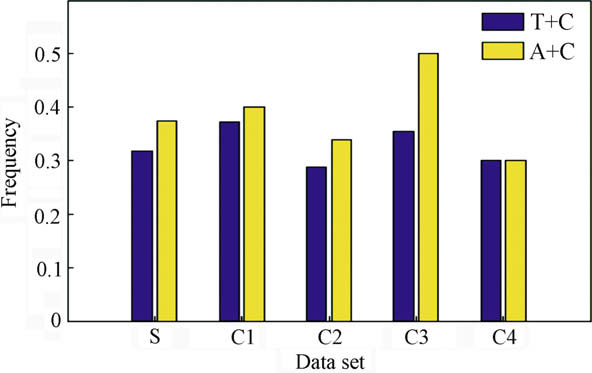 T+C
A+C
0.5
0.4
0.3
0.2
0.1
0
Frequency
S C1 C2 C3 C4
Data set